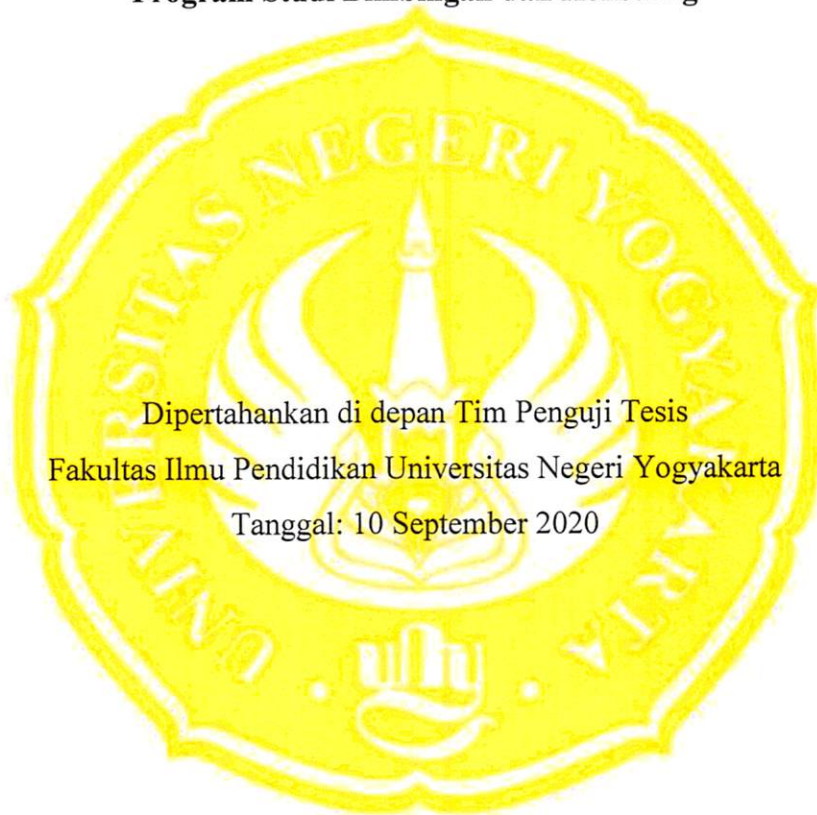 Program Studi Bimbingan dan
Dipertahankan di depan Tim Penguji Tesis
Fakultas Ilmu Pendidikan Universitas Negeri Yogyakarta
Tanggal: 10 September 2020
UNIVERSITAS NEGERI YOGYAKARTA
uny